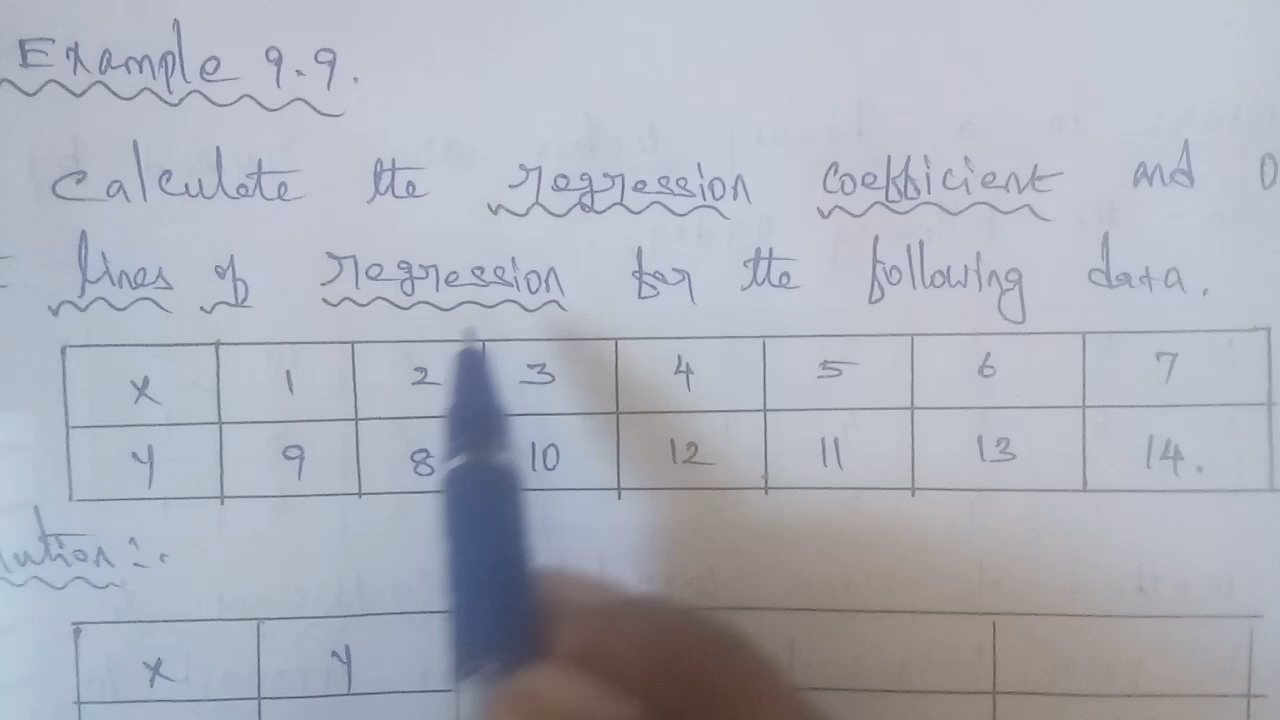 Example 9.9.
Calculate the regression coefficient and
lines of regression for the following data.
X 1 2 3 4 5 6 7
Y 9 8 10 12 11 13 14.
X Y